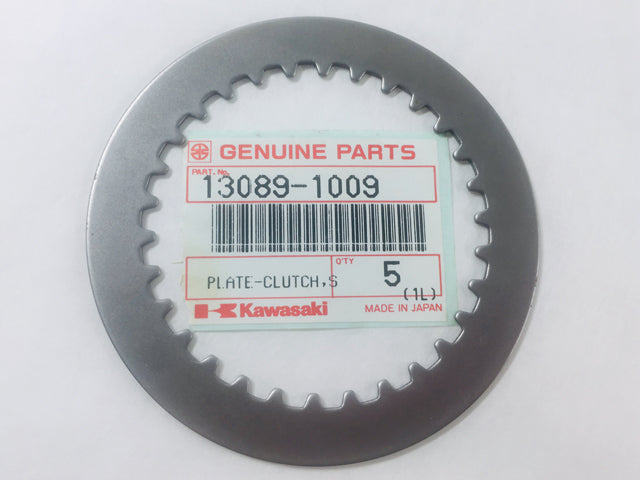 GENUINE PARTS
PART. No.
13089-1009
PLATE-CLUTCH,S
Q'TY
5
(1L)
Kawasaki
MADE IN JAPAN